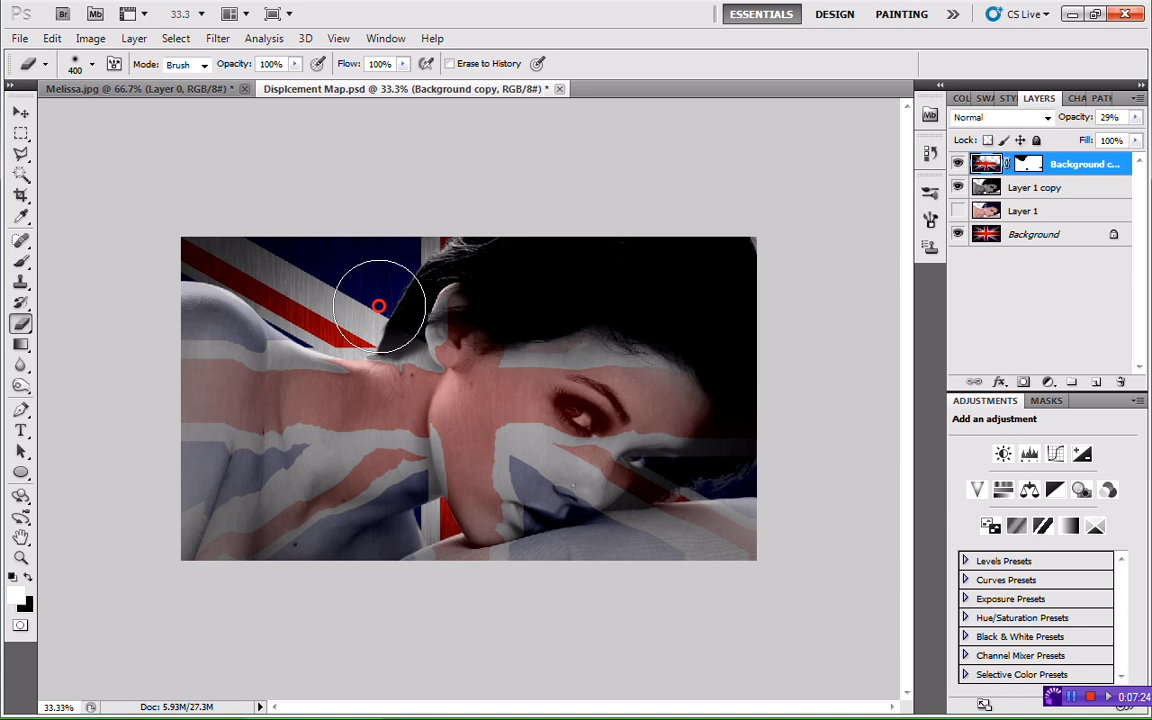 Ps Br Mb 33.3 ESSENTIALS DESIGN PAINTING CS Live
File Edit Image Layer Select Filter Analysis 3D View Window Help
400 Mode: Brush Opacity: 100% Flow: 100% Erase to History
Melissa.jpg @ 66.7% (Layer 0, RGB/8#) * Displcement Map.psd @ 33.3% (Background copy, RGB/8#) *
COL SWA STYL LAYERS CHA PATH
Mb
Normal Opacity: 29%
Lock: Fill: 100%
Background c...
Layer 1 copy
Layer 1
Background
fx
ADJUSTMENTS MASKS
Add an adjustment
T
Levels Presets
Curves Presets
Exposure Presets
Hue/Saturation Presets
Black & White Presets
Channel Mixer Presets
Selective Color Presets
0:07:24
33.33% Doc: 5.93M/27.3M